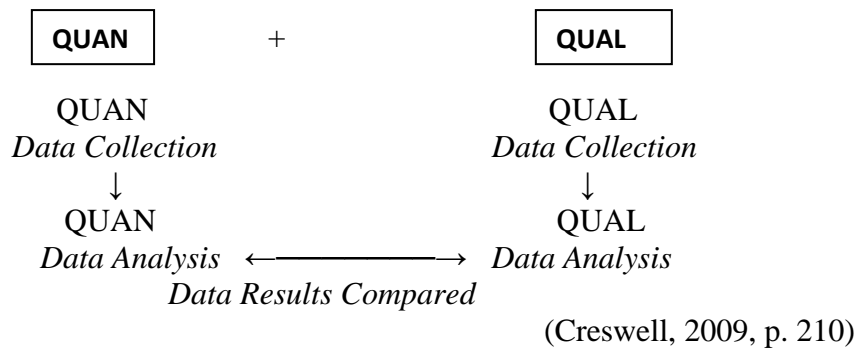 QUAN + QUAL
QUAN QUAL
Data Collection Data Collection
↓ ↓
QUAN QUAL
Data Analysis ←————→ Data Analysis
Data Results Compared
(Creswell, 2009, p. 210)